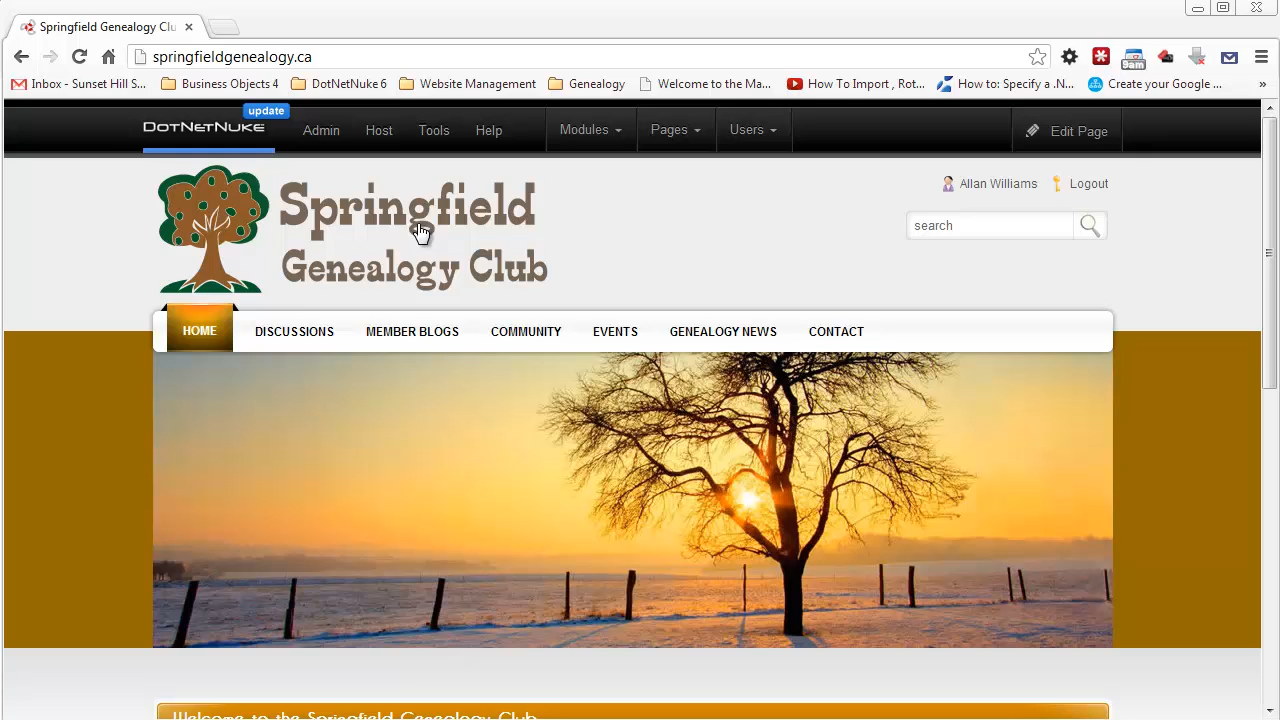 Springfield Genealogy Clu
springfieldgenealogy.ca
9am
Inbox - Sunset Hill S... Business Objects 4 DotNetNuke 6 Website Management Genealogy Welcome to the Ma... How To Import , Rot... How to: Specify a .N... Create your Google ... »
update
DotNetNuke Admin Host Tools Help Modules Pages Users Edit Page
Allan Williams Logout
Springfield
Genealogy Club
search
HOME DISCUSSIONS MEMBER BLOGS COMMUNITY EVENTS GENEALOGY NEWS CONTACT
Welcome to the Springfield Genealogy Club